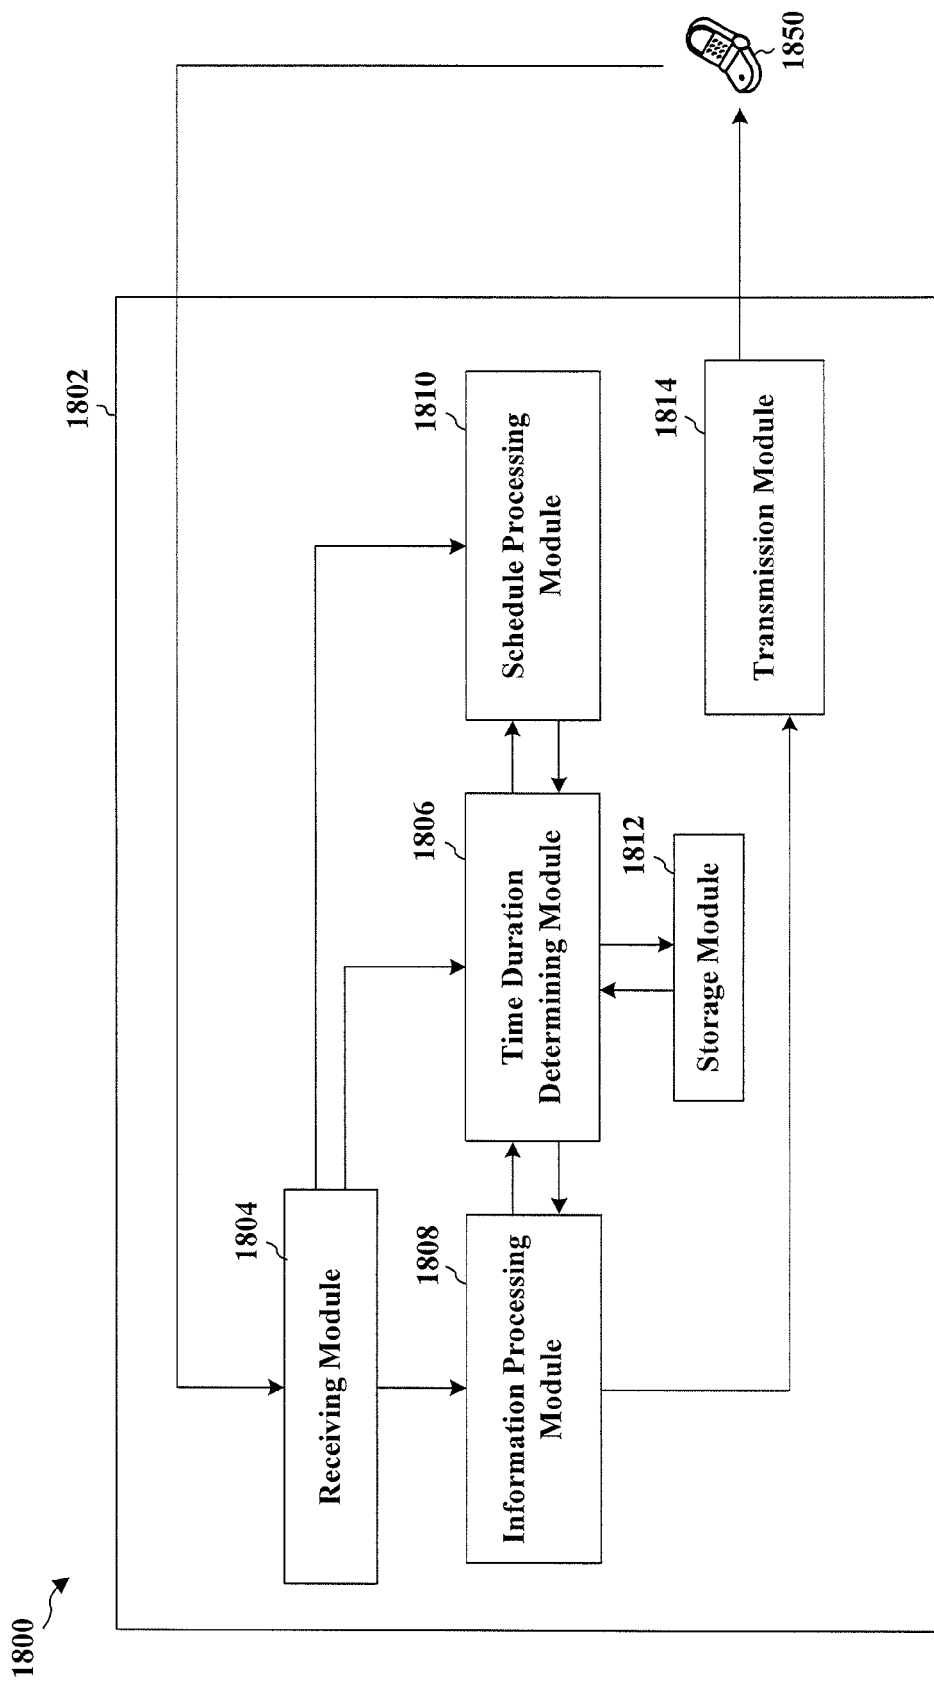 1800
1802
1804
Receiving Module
1808
Information Processing
Module
1806
Time Duration
Determining Module
1810
Schedule Processing
Module
1812
Storage Module
1814
Transmission Module
1850